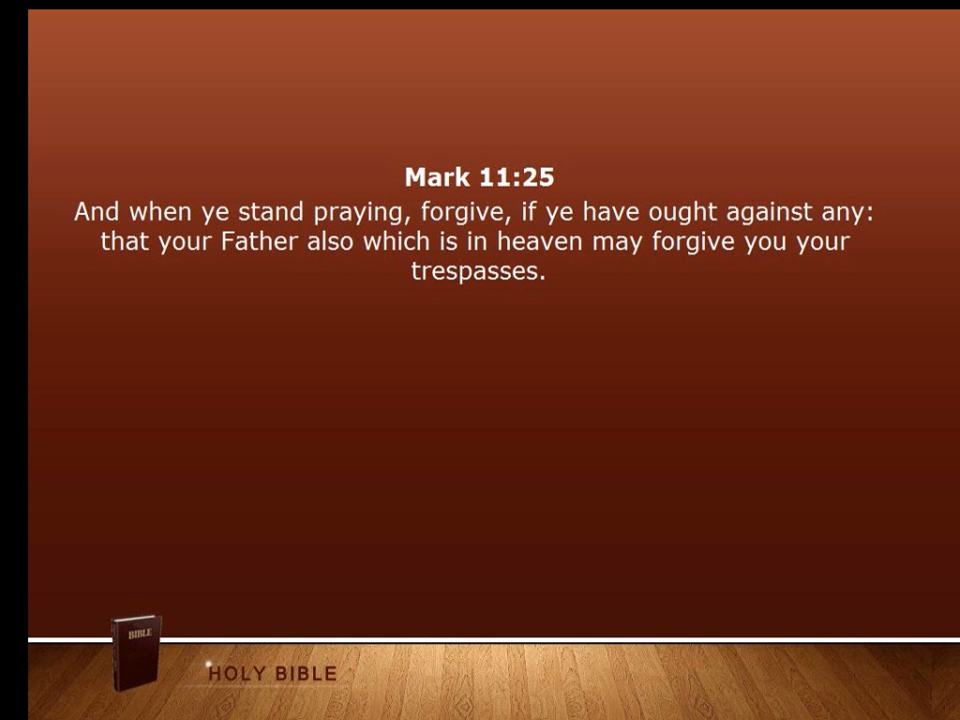 Mark 11:25
And when ye stand praying, forgive, if ye have ought against any:
that your Father also which is in heaven may forgive you your
trespasses.
BIBLE
HOLY BIBLE